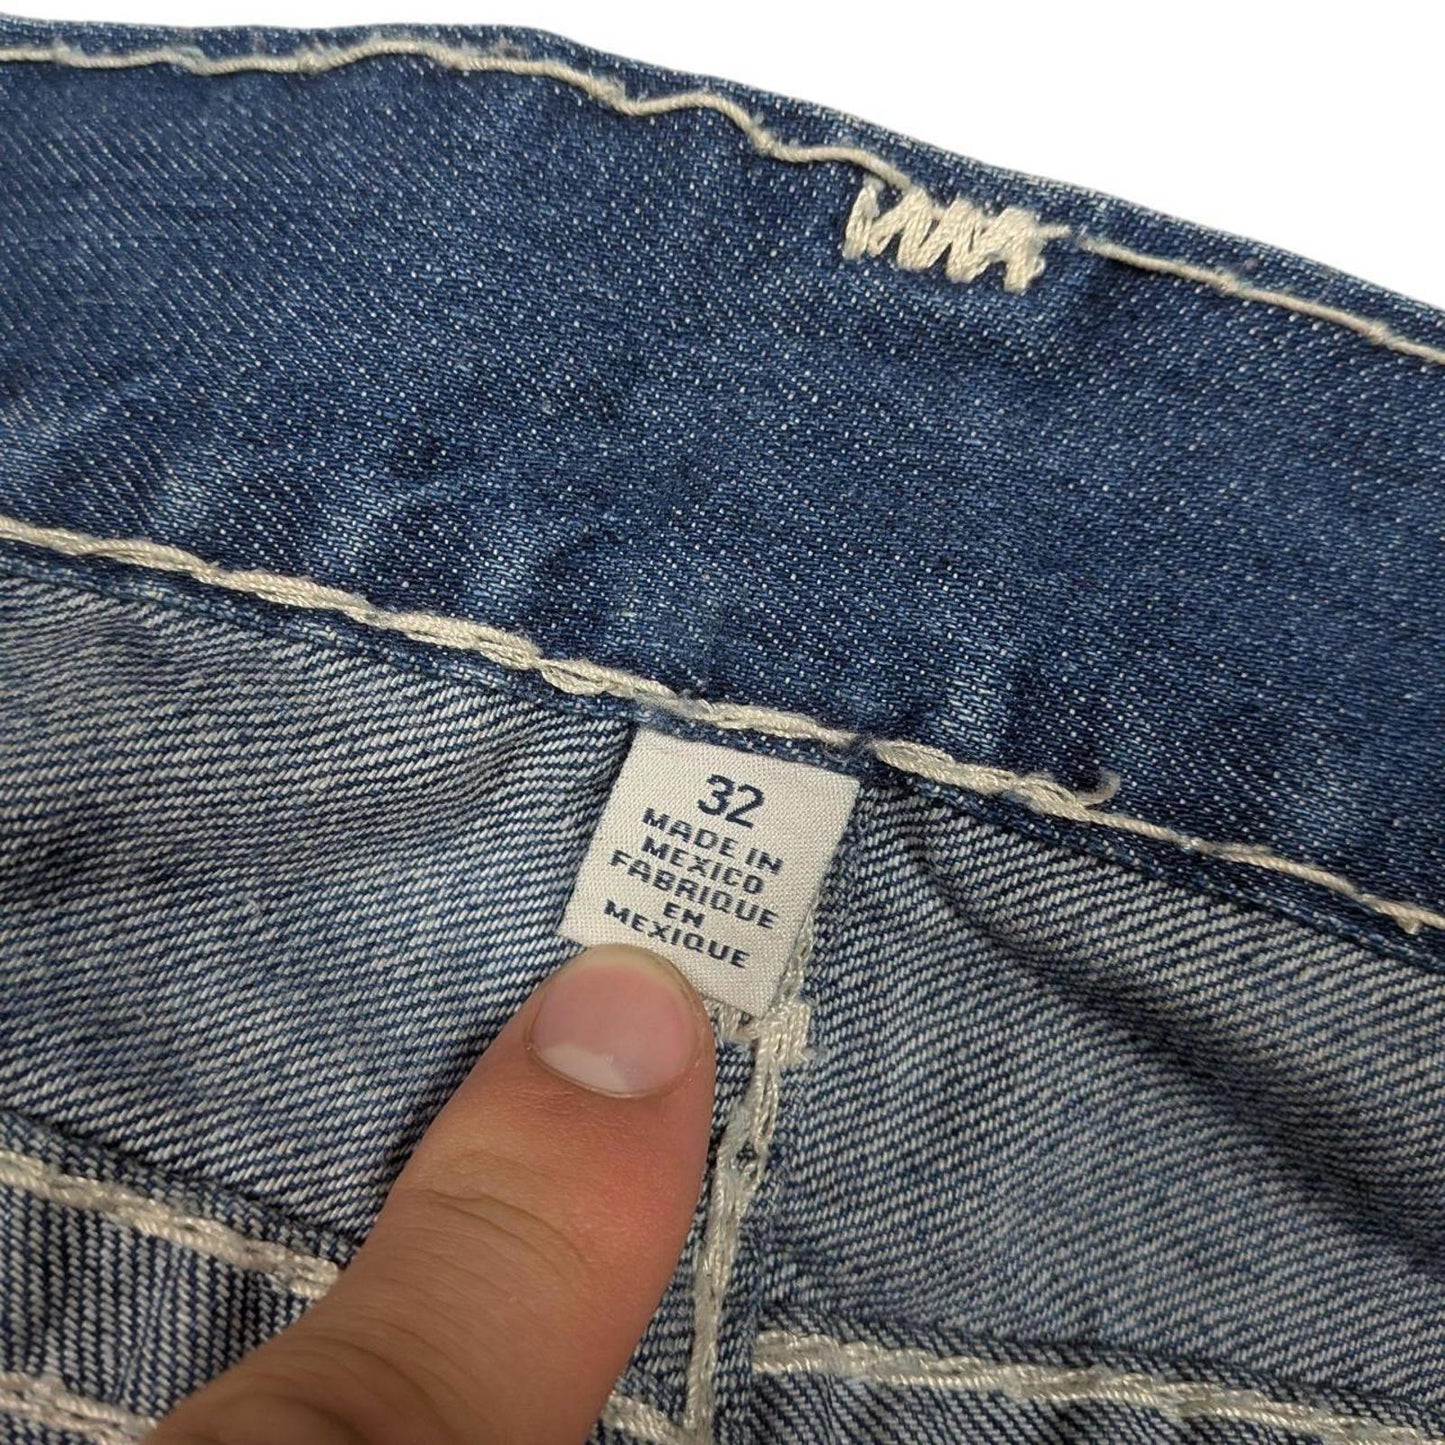 32
MADE IN
MEXICO
FABRIQUE
EN
MEXIQUE